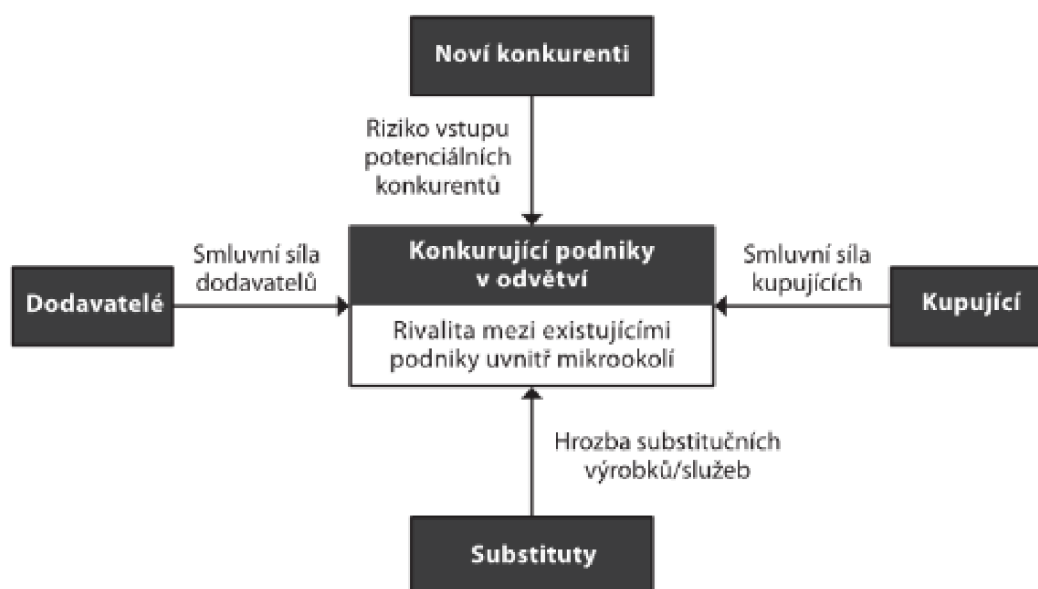 Noví konkurenti
Riziko vstupu
potenciálních
konkurentů
Smluvní síla
dodavatelů
Konkurující podniky
v odvětví
Smluvní síla
kupujících
Dodavatelé
Kupující
Rivalita mezi existujícími
podniky uvnitř mikrookolí
Hrozba substitučních
výrobků/služeb
Substituty